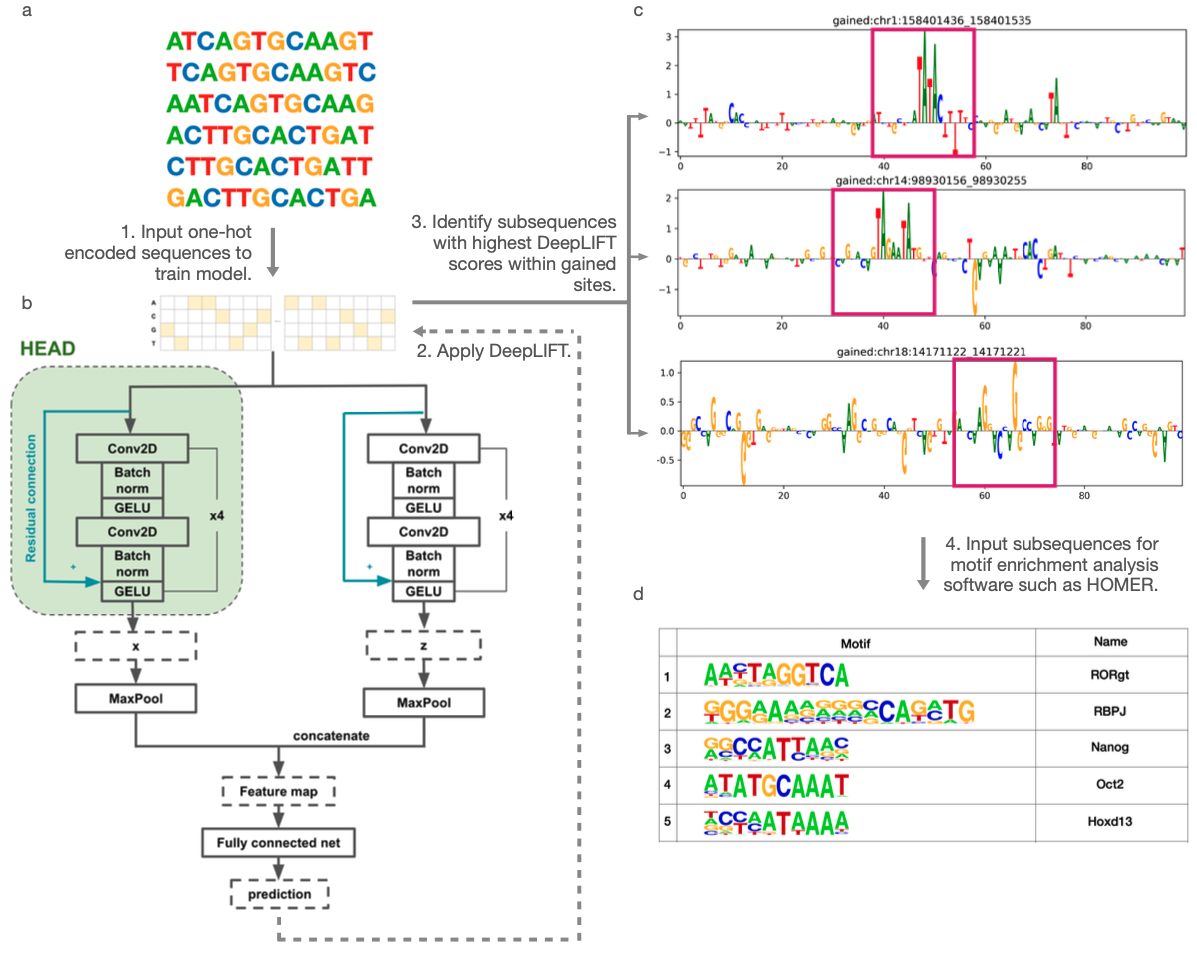 a
ATCAGTGCAAGT
TCAGTGCAAGTC
AATCAGTGCAAG
ACTTGCACTGAT
CTTGCACTGATT
GACTTGCACTGA
1. Input one-hot
encoded sequences to
train model.
b
A
C
G
T
...
HEAD
2. Apply DeepLIFT.
Residual connection
Conv2D
Batch
norm
GELU
Conv2D
Batch
norm
+
GELU
x4
x
MaxPool
Conv2D
Batch
norm
GELU
Conv2D
Batch
norm
+
GELU
x4
z
MaxPool
concatenate
Feature map
Fully connected net
prediction
3. Identify subsequences
with highest DeepLIFT
scores within gained
sites.
c
gained:chr1:158401436_158401535
3
2
1
0
−1
0
20
40
60
80
gained:chr14:98930156_98930255
2
1
0
−1
0
20
40
60
80
gained:chr18:14171122_14171221
1.0
0.5
0.0
-0.5
0
20
40
60
80
4. Input subsequences for
motif enrichment analysis
software such as HOMER.
d
Motif
Name
1
RORgt
2
RBPJ
3
Nanog
4
ATATGCAAAT
Oct2
5
Hoxd13